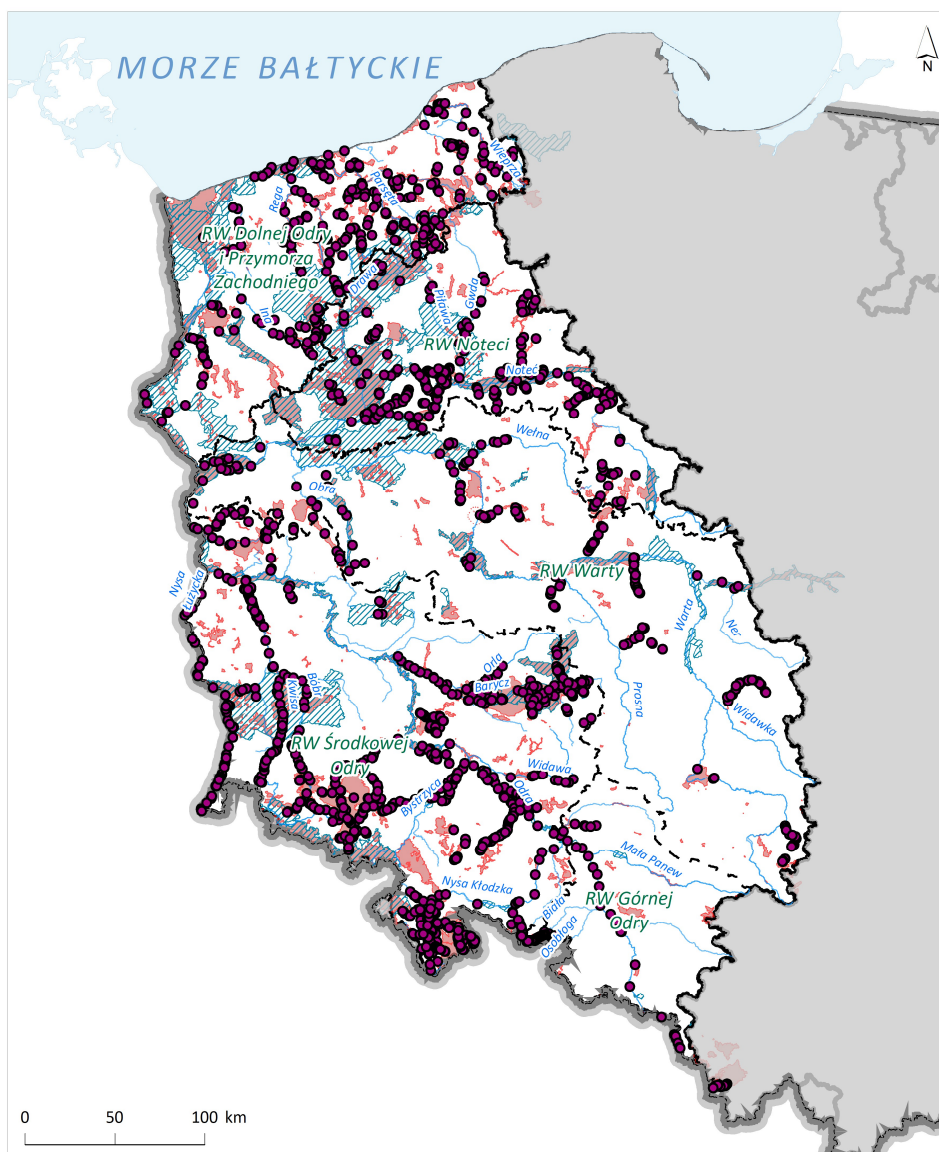 MORZE BAŁTYCKIE
N
Wieprza
Parsęta
Rega
RW Dolnej Odry
i Przymorza
Zachodniego
Drawa
Ina
Piława
Gwda
RW Noteci
Noteć
Wełna
Obra
RW Warty
Nysa
Łużycka
Warta
Ner
Orla
Barycz
Prosna
Bóbr
Kwisa
Widawka
RW Środkowej
Odry
Widawa
Odra
Bystrzyca
Mała Panew
Nysa Kłodzka
RW Górnej
Odry
Biała
Osobłoga
0 50 100 km